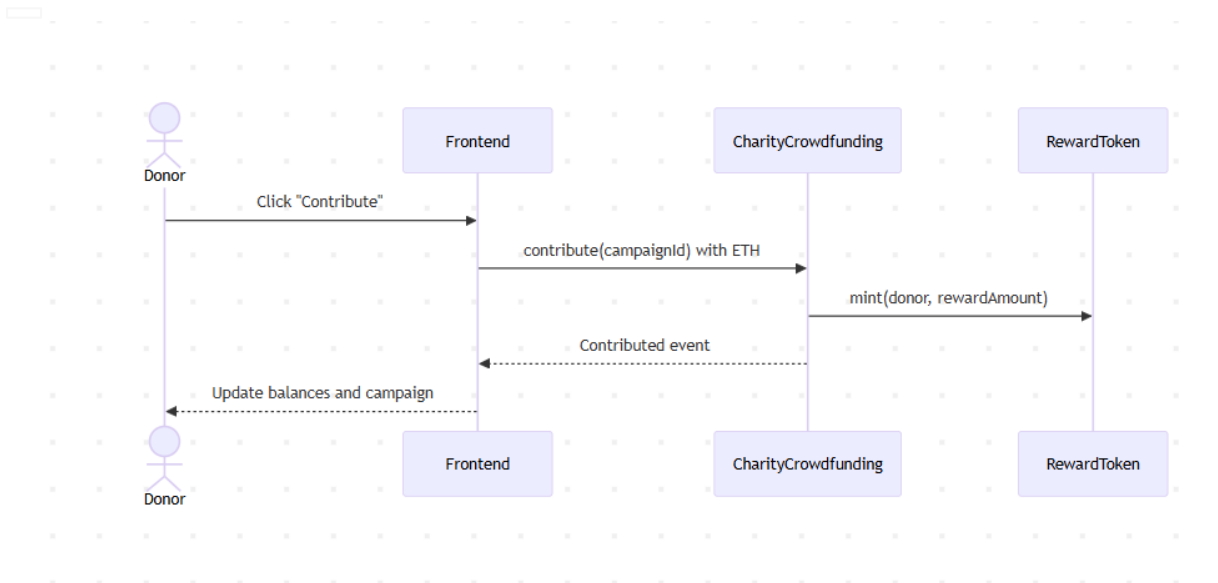 Frontend
CharityCrowdfunding
RewardToken
Donor
Click "Contribute"
contribute(campaignId) with ETH
mint(donor, rewardAmount)
Contributed event
Update balances and campaign
Frontend
CharityCrowdfunding
RewardToken
Donor